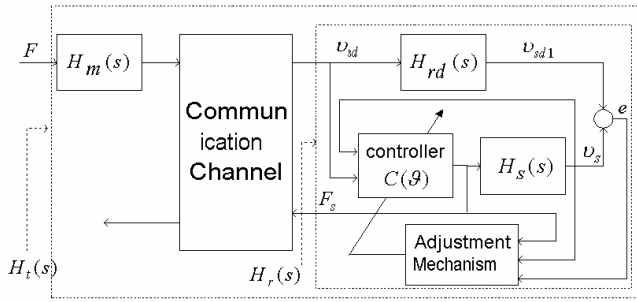 F
H_m(s)
Commun
ication
Channel
υ_sd
H_rd(s)
υ_sd1
e
controller
C(ϑ)
H_s(s)
υ_s
F_s
Adjustment
Mechanism
H_t(s)
H_r(s)